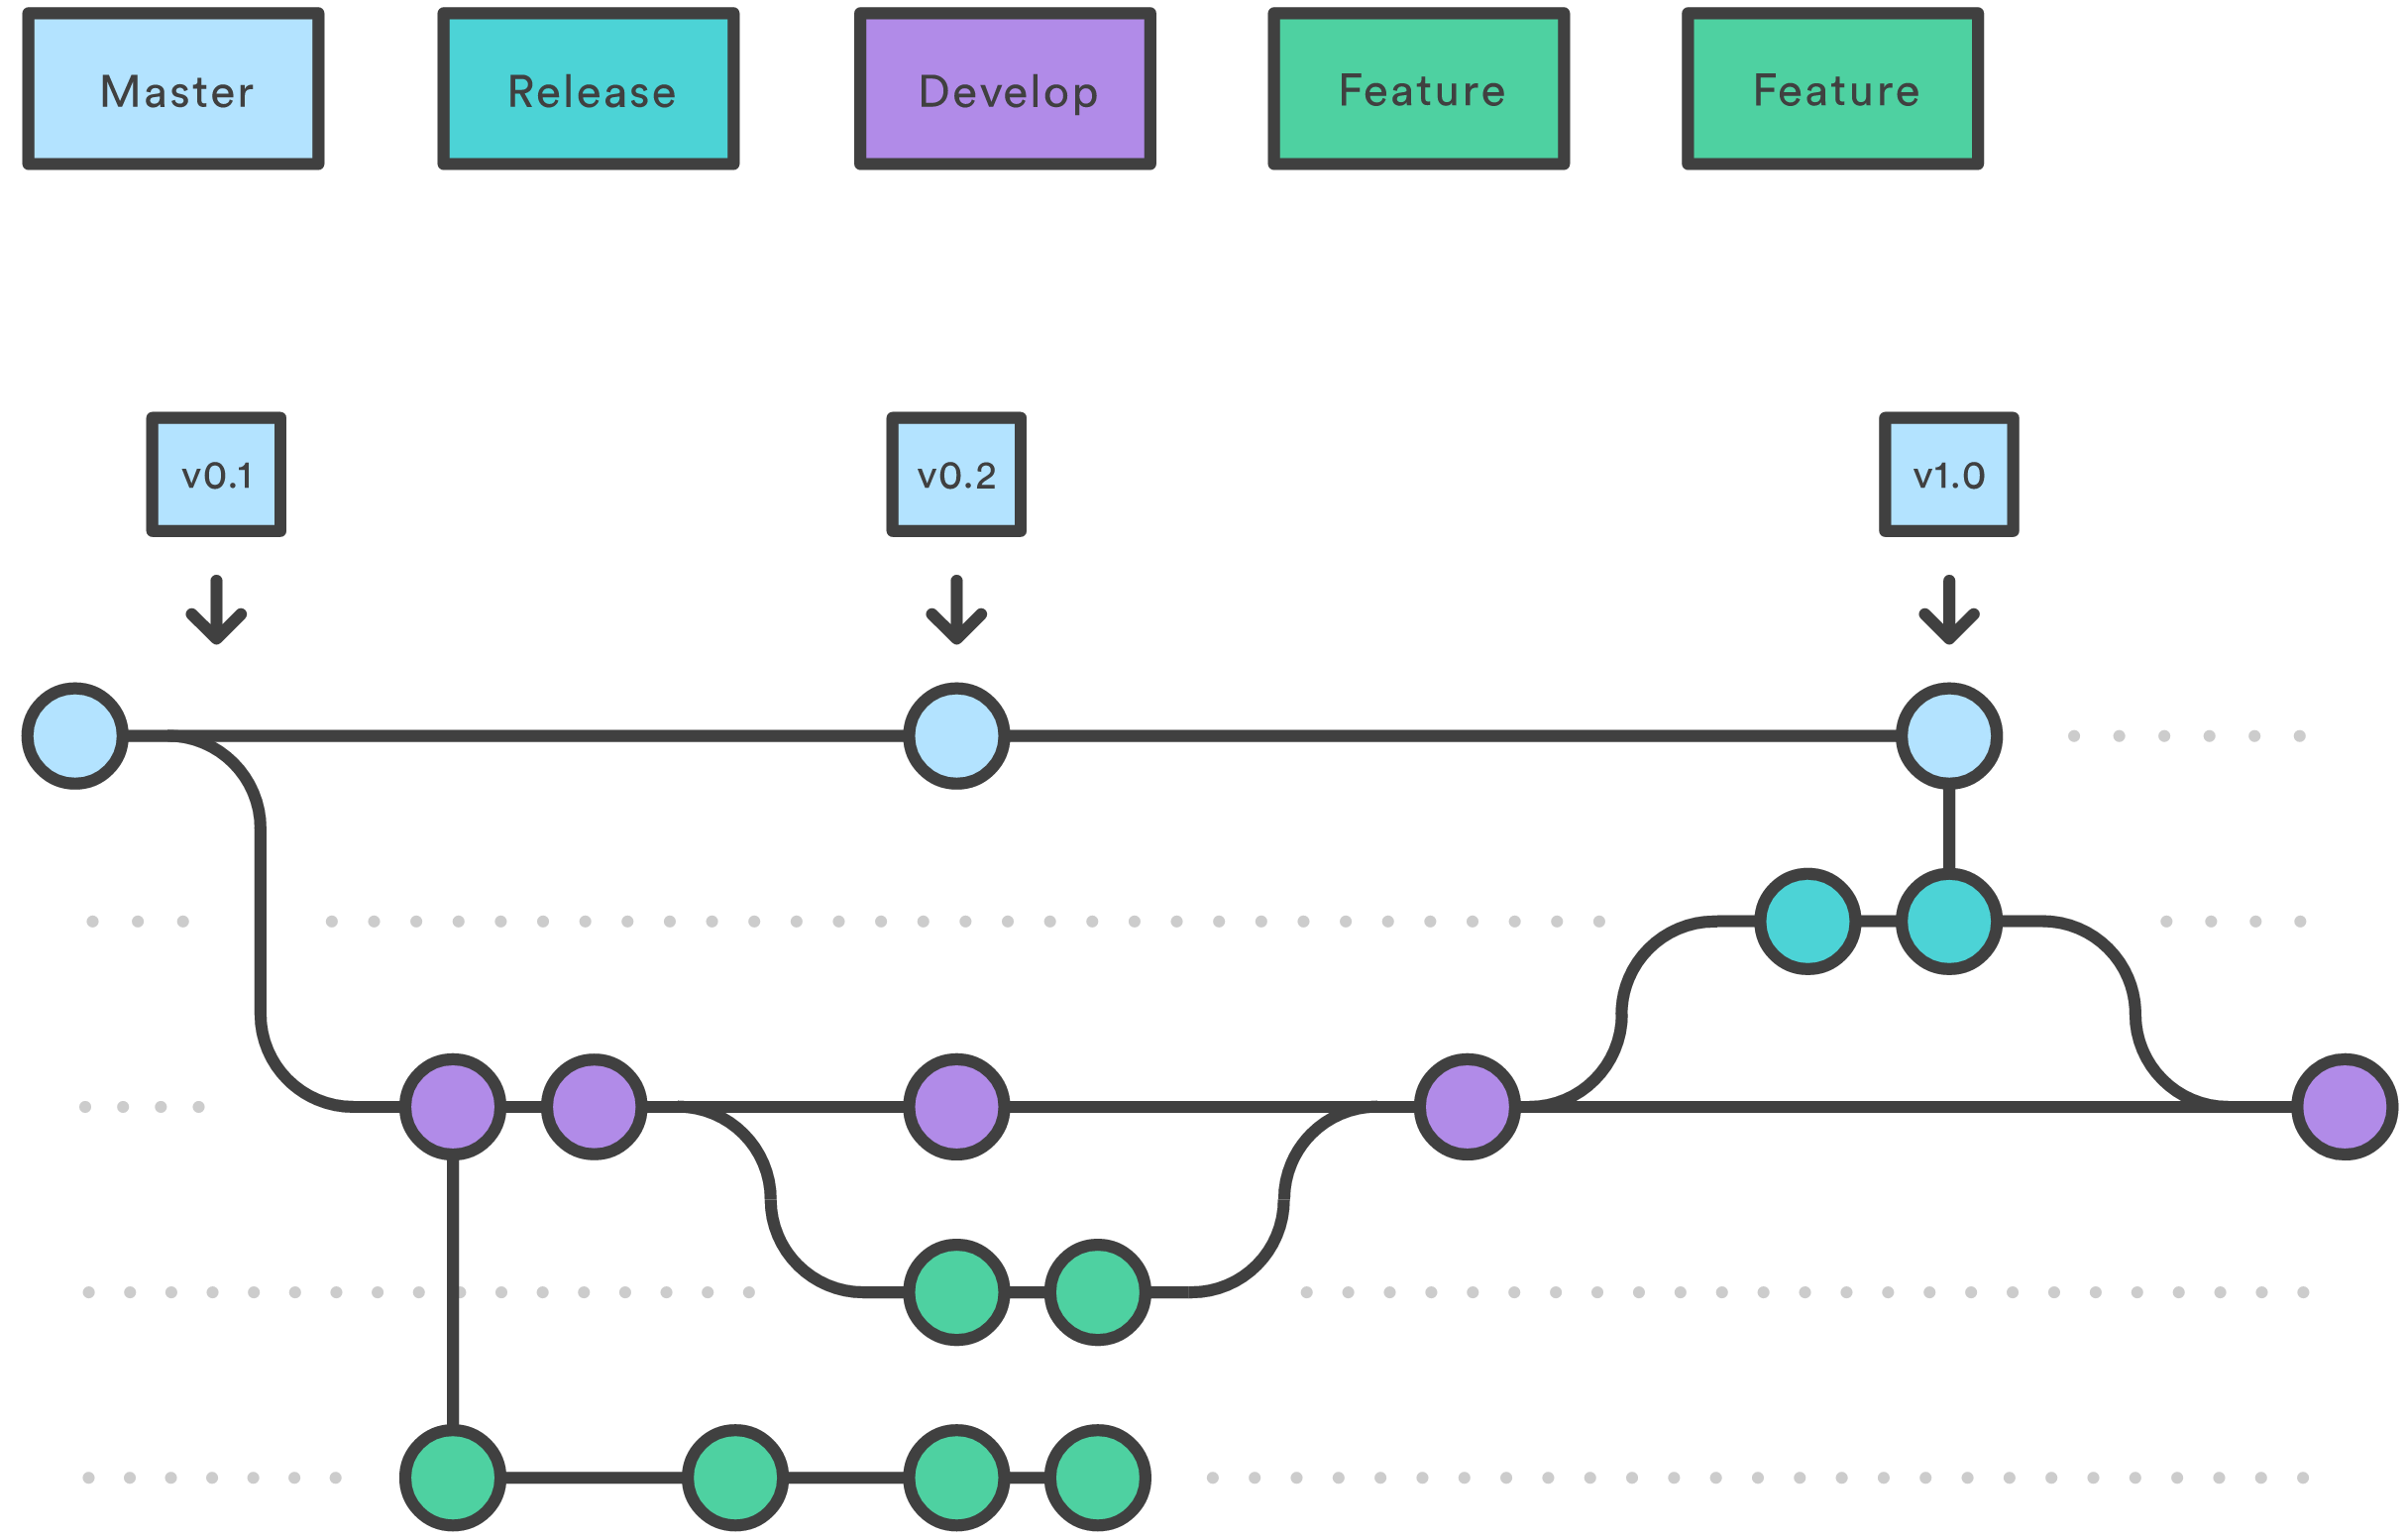 Master
Release
Develop
Feature
Feature
v0.1
v0.2
v1.0